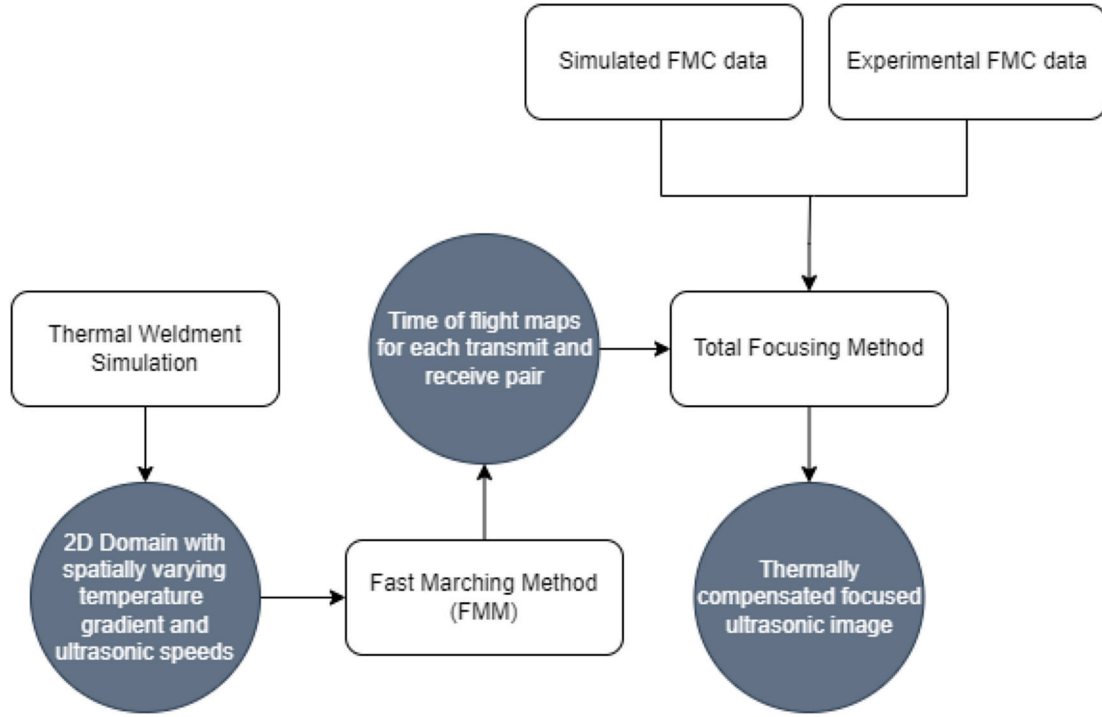 Simulated FMC data
Experimental FMC data
Time of flight maps
for each transmit and
receive pair
Total Focusing Method
Thermal Weldment
Simulation
2D Domain with
spatially varying
temperature
gradient and
ultrasonic speeds
Fast Marching Method
(FMM)
Thermally
compensated focused
ultrasonic image